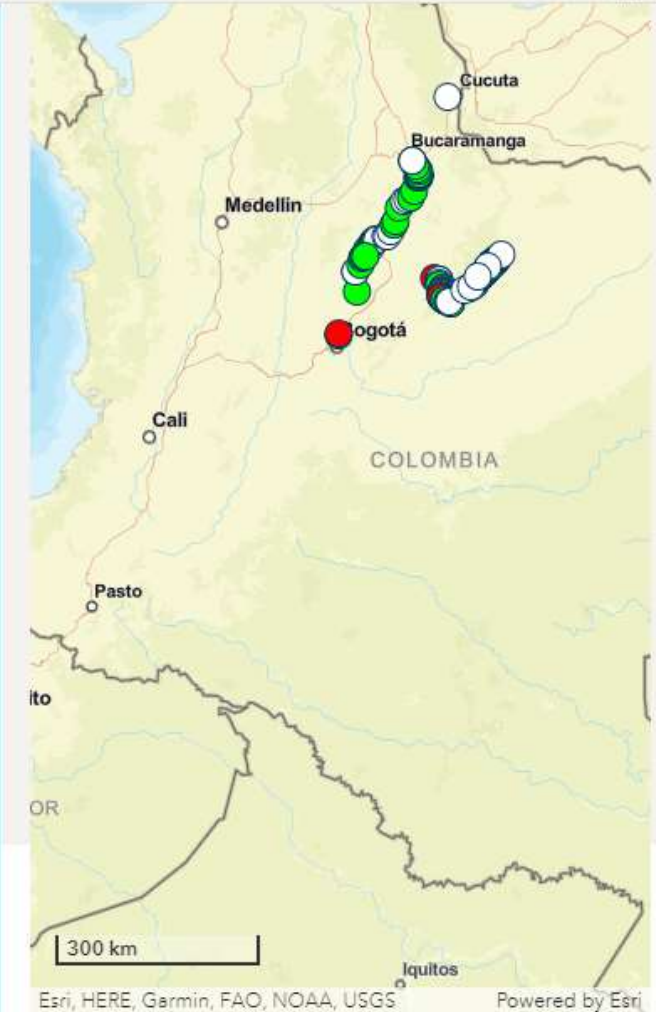 Cucuta
Bucaramanga
Medellin
ogotá
Cali
COLOMBIA
Pasto
ito
OR
300 km
Iquitos
Esri, HERE, Garmin, FAO, NOAA, USGS
Powered by Esri